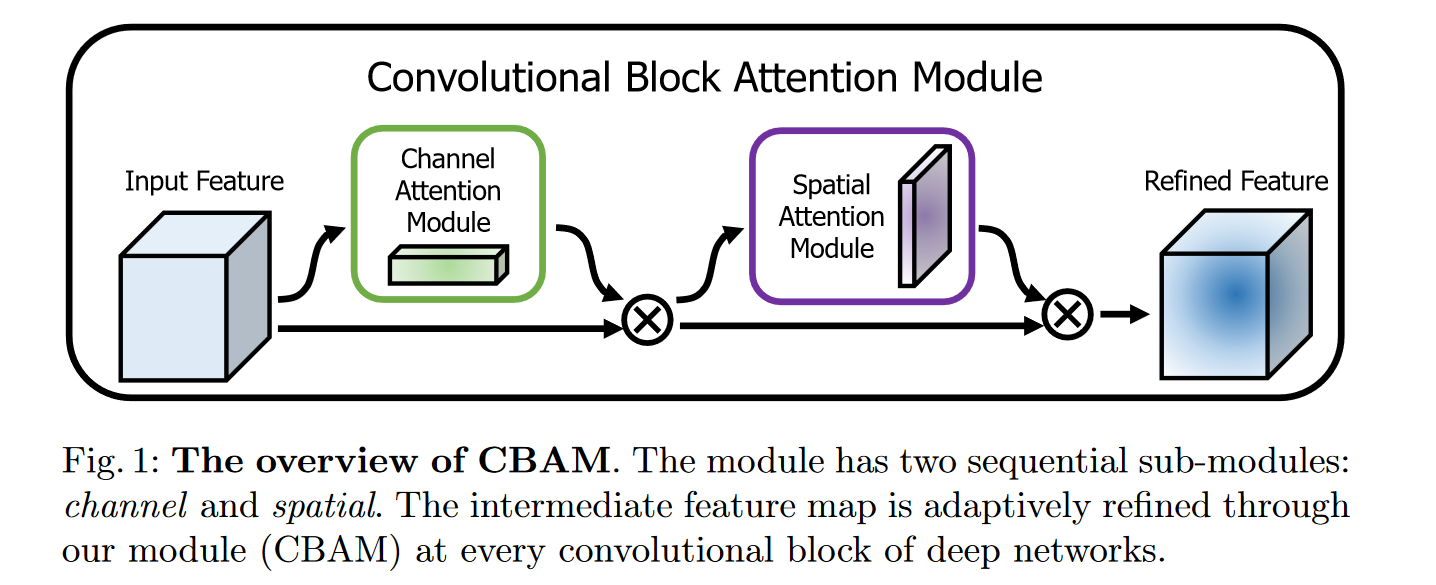 Convolutional Block Attention Module
Input Feature
Channel
Attention
Module
Spatial
Attention
Module
Refined Feature
Fig. 1: The overview of CBAM. The module has two sequential sub-modules:
channel and spatial. The intermediate feature map is adaptively refined through
our module (CBAM) at every convolutional block of deep networks.